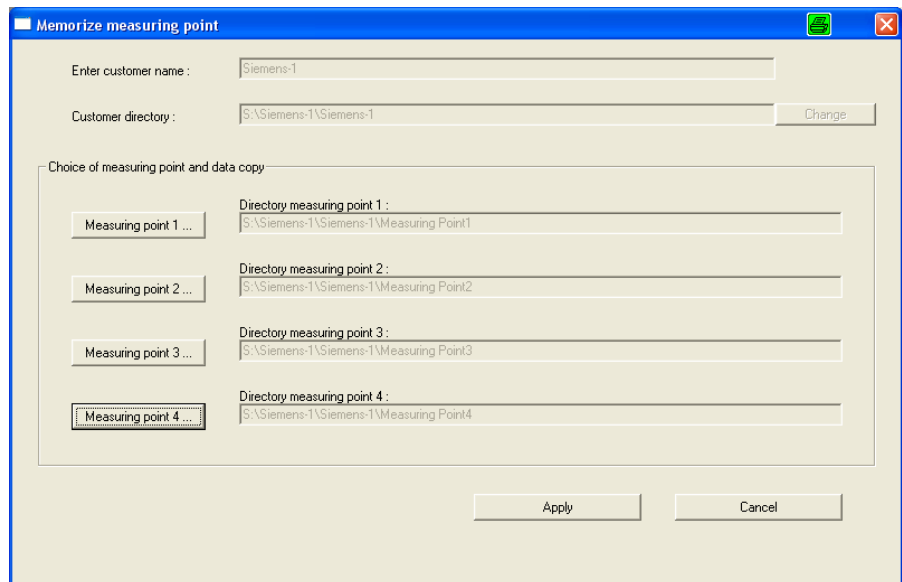 Memorize measuring point
Enter customer name :
Siemens-1
Customer directory :
S:\Siemens-1\Siemens-1
Change
Choice of measuring point and data copy
Directory measuring point 1 :
Measuring point 1 ...
S:\Siemens-1\Siemens-1\Measuring Point1
Directory measuring point 2 :
Measuring point 2 ...
S:\Siemens-1\Siemens-1\Measuring Point2
Directory measuring point 3 :
Measuring point 3 ...
S:\Siemens-1\Siemens-1\Measuring Point3
Directory measuring point 4 :
Measuring point 4 ...
S:\Siemens-1\Siemens-1\Measuring Point4
Apply
Cancel